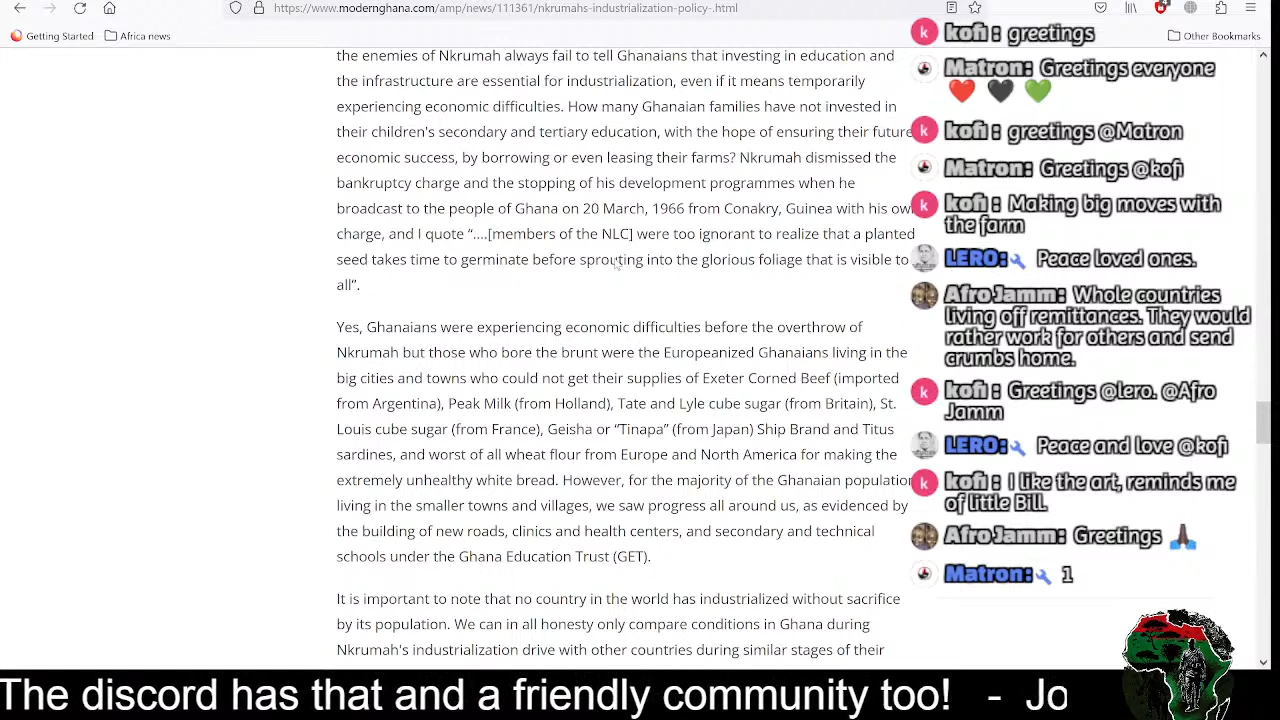 https://www.modernghana.com/amp/news/111361/nkrumahs-industrialization-policy-.html
Getting Started
Africa news
Other Bookmarks
the enemies of Nkrumah always fail to tell Ghanaians that investing in education and
the infrastructure are essential for industrialization, even if it means temporarily
experiencing economic difficulties. How many Ghanaian families have not invested in
their children's secondary and tertiary education, with the hope of ensuring their future
economic success, by borrowing or even leasing their farms? Nkrumah dismissed the
bankruptcy charge and the stopping of his development programmes when he
broadcast to the people of Ghana on 20 March, 1966 from Conakry, Guinea with his own
charge, and I quote “....[members of the NLC] were too ignorant to realize that a planted
seed takes time to germinate before sprouting into the glorious foliage that is visible to
all”.
Yes, Ghanaians were experiencing economic difficulties before the overthrow of
Nkrumah but those who bore the brunt were the Europeanized Ghanaians living in the
big cities and towns who could not get their supplies of Exeter Corned Beef (imported
from Argentina), Peak Milk (from Holland), Tate and Lyle cube sugar (from Britain), St.
Louis cube sugar (from France), Geisha or “Tinapa” (from Japan) Ship Brand and Titus
sardines, and worst of all wheat flour from Europe and North America for making the
extremely unhealthy white bread. However, for the majority of the Ghanaian population
living in the smaller towns and villages, we saw progress all around us, as evidenced by
the building of new roads, clinics and health centers, and secondary and technical
schools under the Ghana Education Trust (GET).
It is important to note that no country in the world has industrialized without sacrifice
by its population. We can in all honesty only compare conditions in Ghana during
Nkrumah's industrialization drive with other countries during similar stages of their
k kofi : greetings
Matron: Greetings everyone
❤️ 🖤 💚
k kofi : greetings @Matron
Matron: Greetings @kofi
k kofi : Making big moves with
the farm
LERO: Peace loved ones.
Afro Jamm: Whole countries
living off remittances. They would
rather work for others and send
crumbs home.
k kofi : Greetings @lero. @Afro
Jamm
LERO: Peace and love @kofi
k kofi : I like the art, reminds me
of little Bill.
Afro Jamm: Greetings 🙏🏿
Matron: 1
The discord has that and a friendly community too! - Jo